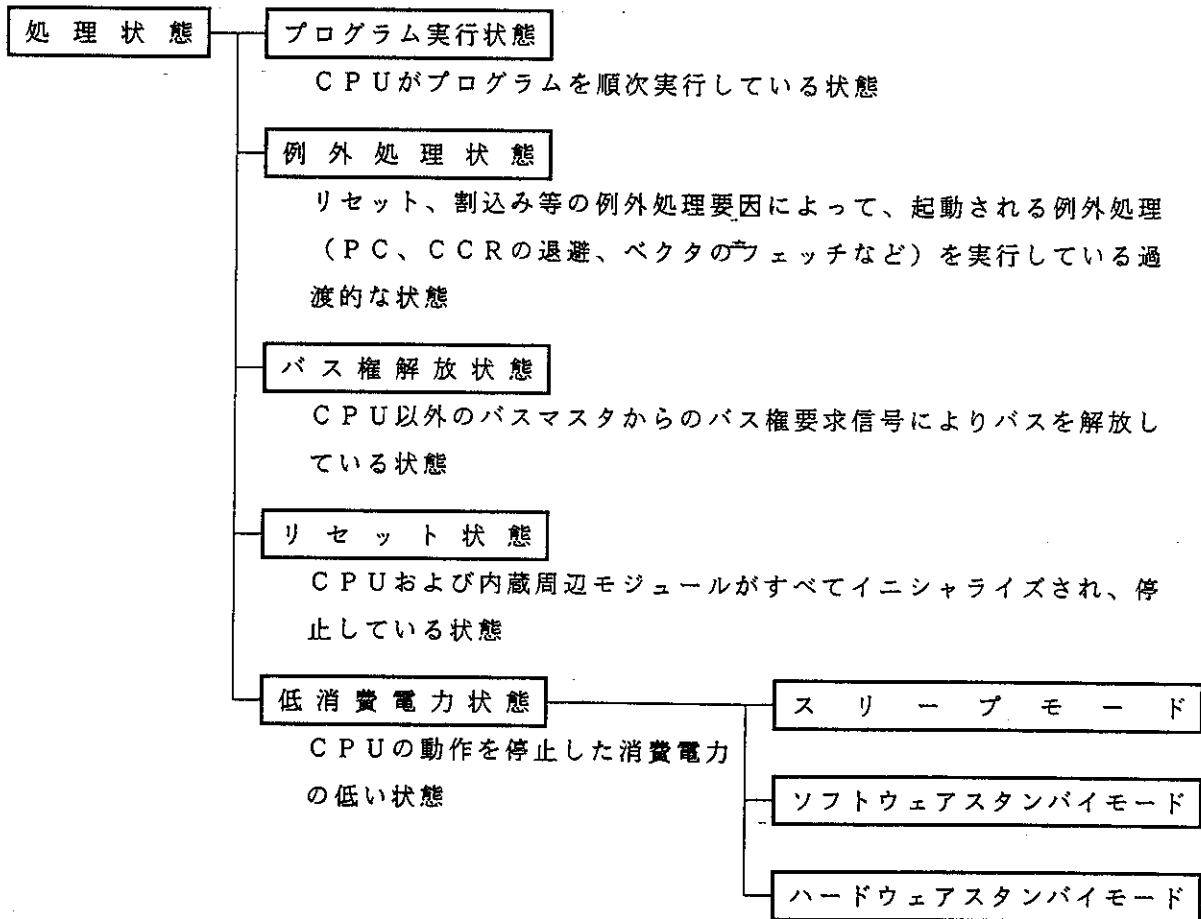 処理状態
プログラム実行状態
CPUがプログラムを順次実行している状態
例外処理状態
リセット、割込み等の例外処理要因によって、起動される例外処理
(PC、CCRの退避、ベクタのフェッチなど)を実行している過
渡的な状態
バス権解放状態
CPU以外のバスマスタからのバス権要求信号によりバスを解放し
ている状態
リセット状態
CPUおよび内蔵周辺モジュールがすべてイニシャライズされ、停
止している状態
低消費電力状態
スリープモード
CPUの動作を停止した消費電力
の低い状態
ソフトウェアスタンバイモード
ハードウェアスタンバイモード